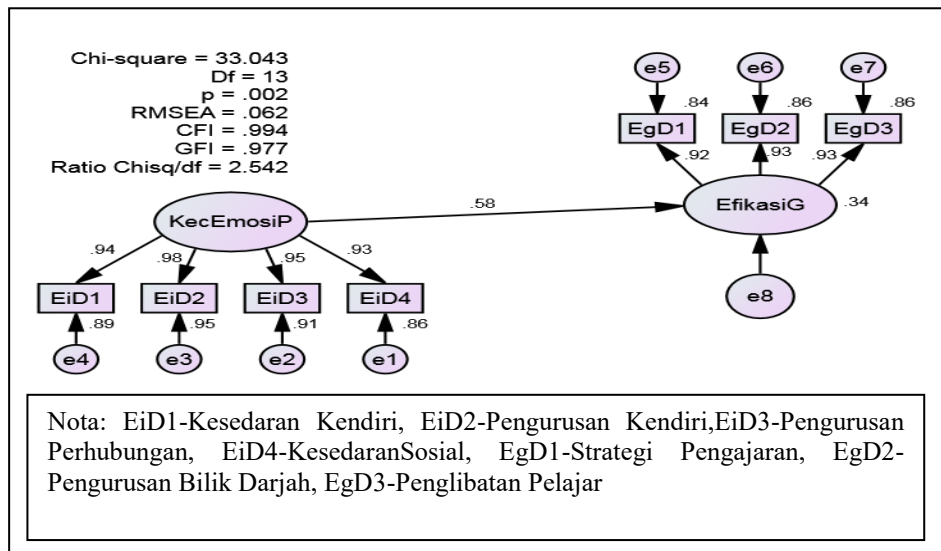 Chi-square = 33.043
Df = 13
p = .002
RMSEA = .062
CFI = .994
GFI = .977
Ratio Chisq/df = 2.542
e5 e6 e7
.84 .86 .86
EgD1 EgD2 EgD3
.92 .93 .93
KecEmosiP .58 EfikasiG .34
.94 .98 .95 .93
EiD1 EiD2 EiD3 EiD4
.89 .95 .91 .86
e4 e3 e2 e1 e8
Nota: EiD1-Kesedaran Kendiri, EiD2-Pengurusan Kendiri,EiD3-Pengurusan
Perhubungan, EiD4-KesedaranSosial, EgD1-Strategi Pengajaran, EgD2-
Pengurusan Bilik Darjah, EgD3-Penglibatan Pelajar